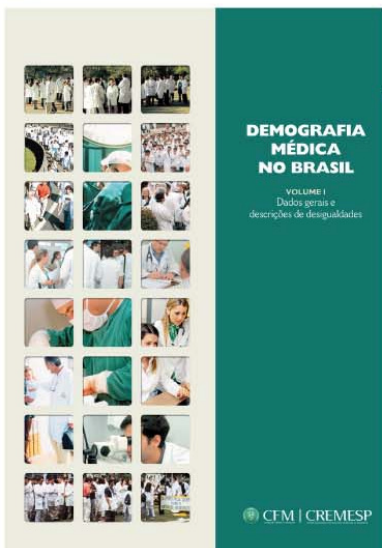 DEMOGRAFIA
MÉDICA
NO BRASIL
VOLUME I
Dados gerais e
descrições de desigualdades
CFM | CREMESP